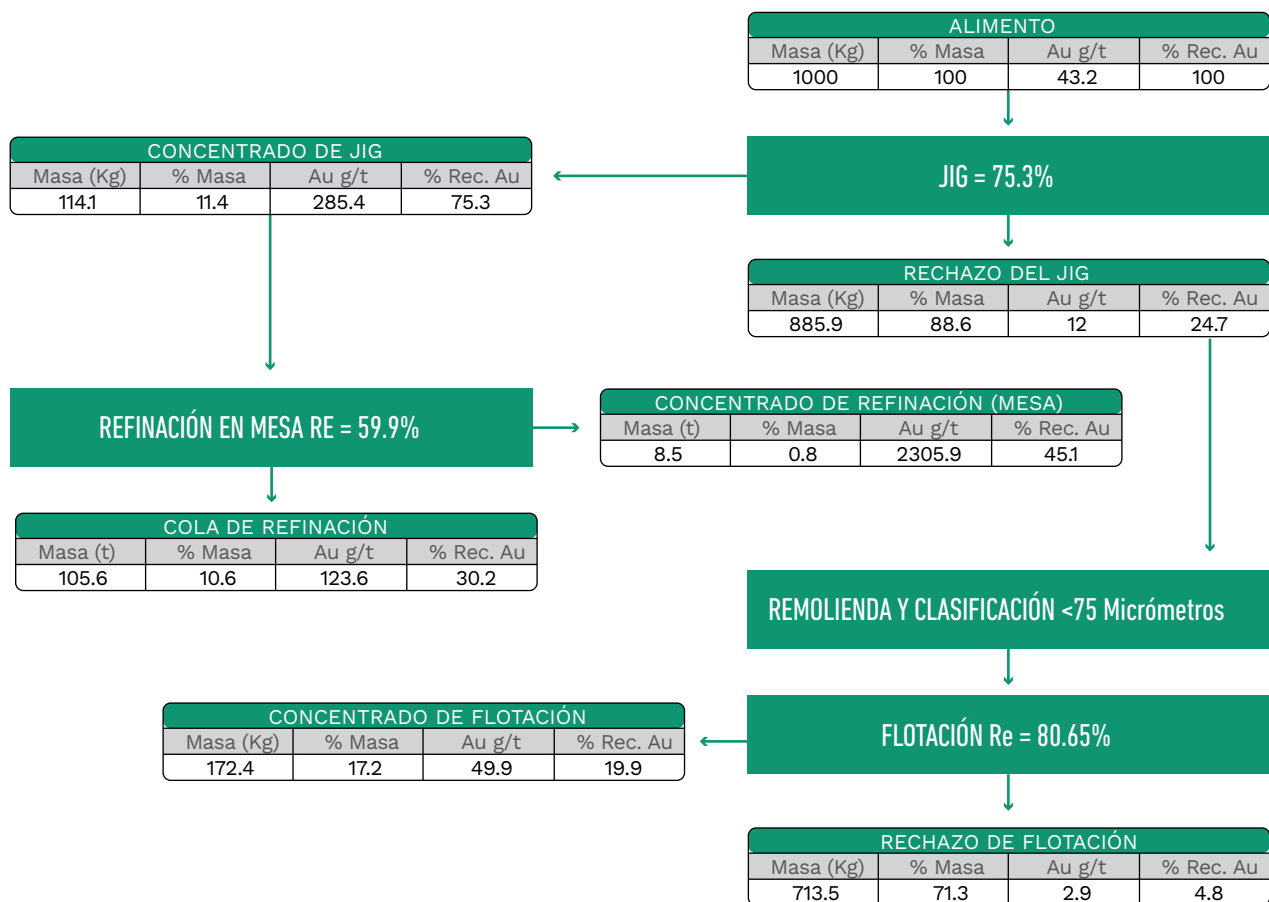 ALIMENTO
Masa (Kg) % Masa Au g/t % Rec. Au
1000 100 43.2 100
CONCENTRADO DE JIG
Masa (Kg) % Masa Au g/t % Rec. Au
114.1 11.4 285.4 75.3
JIG = 75.3%
RECHAZO DEL JIG
Masa (Kg) % Masa Au g/t % Rec. Au
885.9 88.6 12 24.7
REFINACIÓN EN MESA RE = 59.9%
CONCENTRADO DE REFINACIÓN (MESA)
Masa (t) % Masa Au g/t % Rec. Au
8.5 0.8 2305.9 45.1
COLA DE REFINACIÓN
Masa (t) % Masa Au g/t % Rec. Au
105.6 10.6 123.6 30.2
REMOLIENDA Y CLASIFICACIÓN <75 Micrómetros
CONCENTRADO DE FLOTACIÓN
Masa (Kg) % Masa Au g/t % Rec. Au
172.4 17.2 49.9 19.9
FLOTACIÓN Re = 80.65%
RECHAZO DE FLOTACIÓN
Masa (Kg) % Masa Au g/t % Rec. Au
713.5 71.3 2.9 4.8